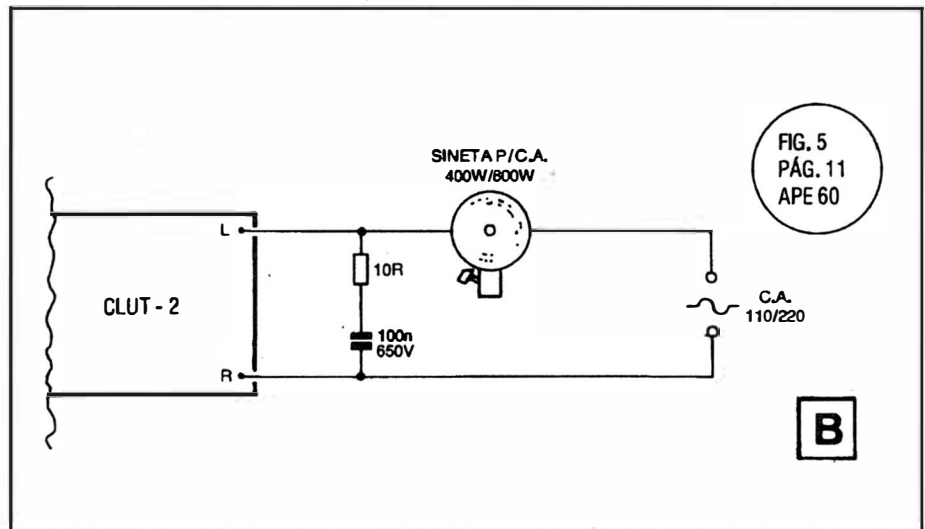 FIG. 5
PÁG. 11
APE 60
SINETA P/C.A.
400W/800W
L
10R
CLUT - 2
C.A.
110/220
100n
650V
R
B